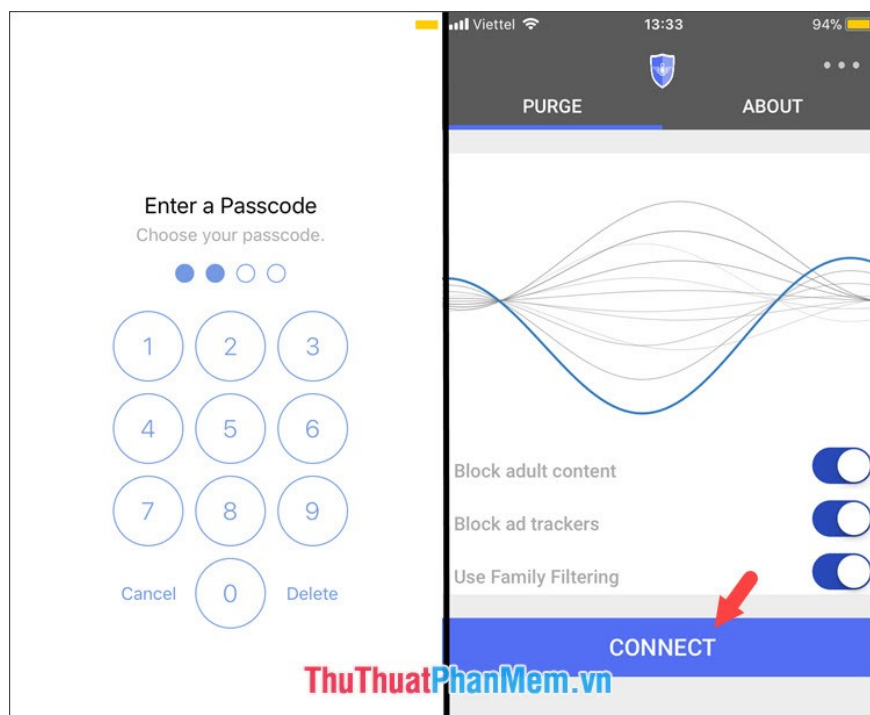 Enter a Passcode
Choose your passcode.
1 2 3
4 5 6
7 8 9
Cancel 0 Delete
Viettel 13:33 94%
PURGE ABOUT
Block adult content
Block ad trackers
Use Family Filtering
CONNECT
ThuThuatPhanMem.vn